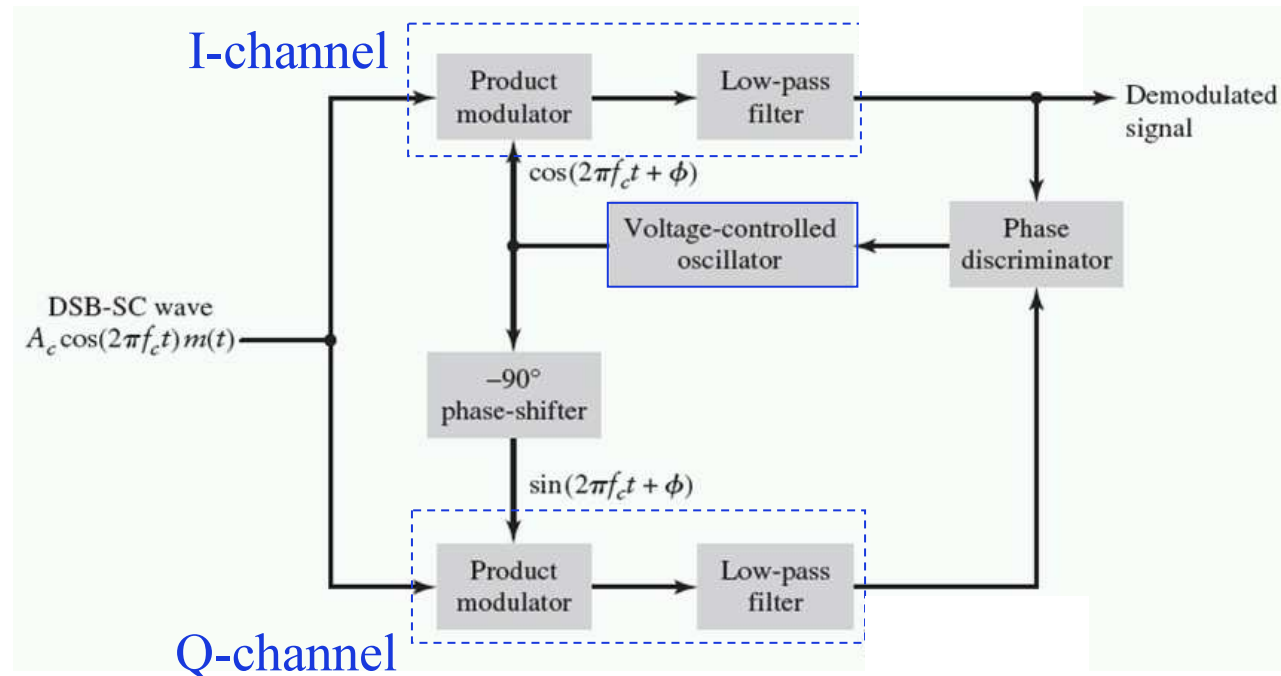 I-channel
Product
modulator
Low-pass
filter
Demodulated
signal
cos(2πf_ct + ϕ)
Voltage-controlled
oscillator
Phase
discriminator
DSB-SC wave
A_c cos(2πf_ct) m(t)
–90°
phase-shifter
sin(2πf_ct + ϕ)
Product
modulator
Low-pass
filter
Q-channel